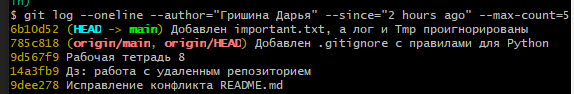 $ git log --oneline --author="Гришина Дарья" --since="2 hours ago" --max-count=5
6b10d52 (HEAD -> main) Добавлен important.txt, а лог и Tmp проигнорированы
785c818 (origin/main, origin/HEAD) Добавлен .gitignore с правилами для Python
9d567f9 Рабочая тетрадь 8
14a3fb9 Дз: работа с удаленным репозиторием
9dee278 Исправление конфликта README.md